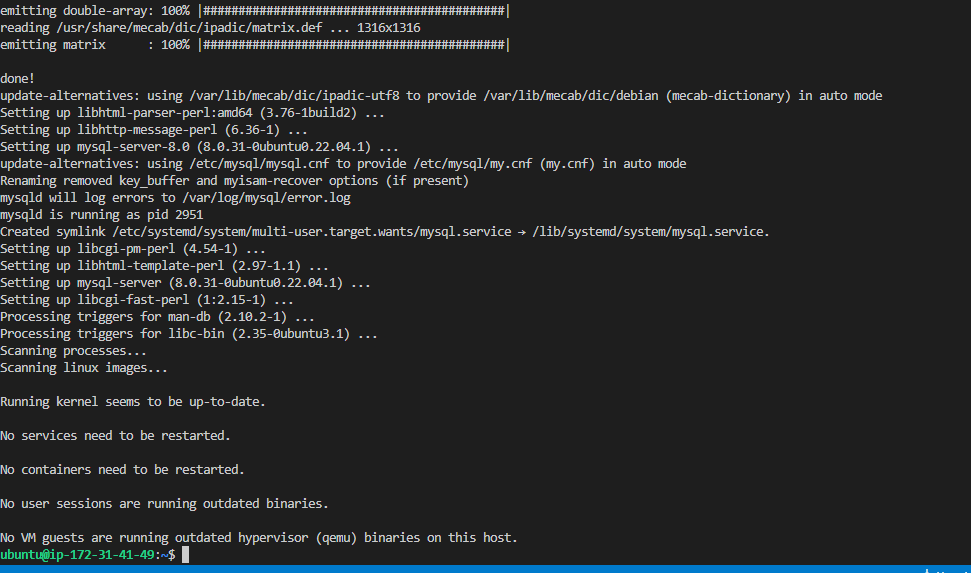 emitting double-array: 100% |###########################################|
reading /usr/share/mecab/dic/ipadic/matrix.def ... 1316x1316
emitting matrix      : 100% |###########################################|
done!
update-alternatives: using /var/lib/mecab/dic/ipadic-utf8 to provide /var/lib/mecab/dic/debian (mecab-dictionary) in auto mode
Setting up libhtml-parser-perl:amd64 (3.76-1build2) ...
Setting up libhttp-message-perl (6.36-1) ...
Setting up mysql-server-8.0 (8.0.31-0ubuntu0.22.04.1) ...
update-alternatives: using /etc/mysql/mysql.cnf to provide /etc/mysql/my.cnf (my.cnf) in auto mode
Renaming removed key_buffer and myisam-recover options (if present)
mysqld will log errors to /var/log/mysql/error.log
mysqld is running as pid 2951
Created symlink /etc/systemd/system/multi-user.target.wants/mysql.service → /lib/systemd/system/mysql.service.
Setting up libcgi-pm-perl (4.54-1) ...
Setting up libhtml-template-perl (2.97-1.1) ...
Setting up mysql-server (8.0.31-0ubuntu0.22.04.1) ...
Setting up libcgi-fast-perl (1:2.15-1) ...
Processing triggers for man-db (2.10.2-1) ...
Processing triggers for libc-bin (2.35-0ubuntu3.1) ...
Scanning processes...
Scanning linux images...
Running kernel seems to be up-to-date.
No services need to be restarted.
No containers need to be restarted.
No user sessions are running outdated binaries.
No VM guests are running outdated hypervisor (qemu) binaries on this host.
ubuntu@ip-172-31-41-49:~$